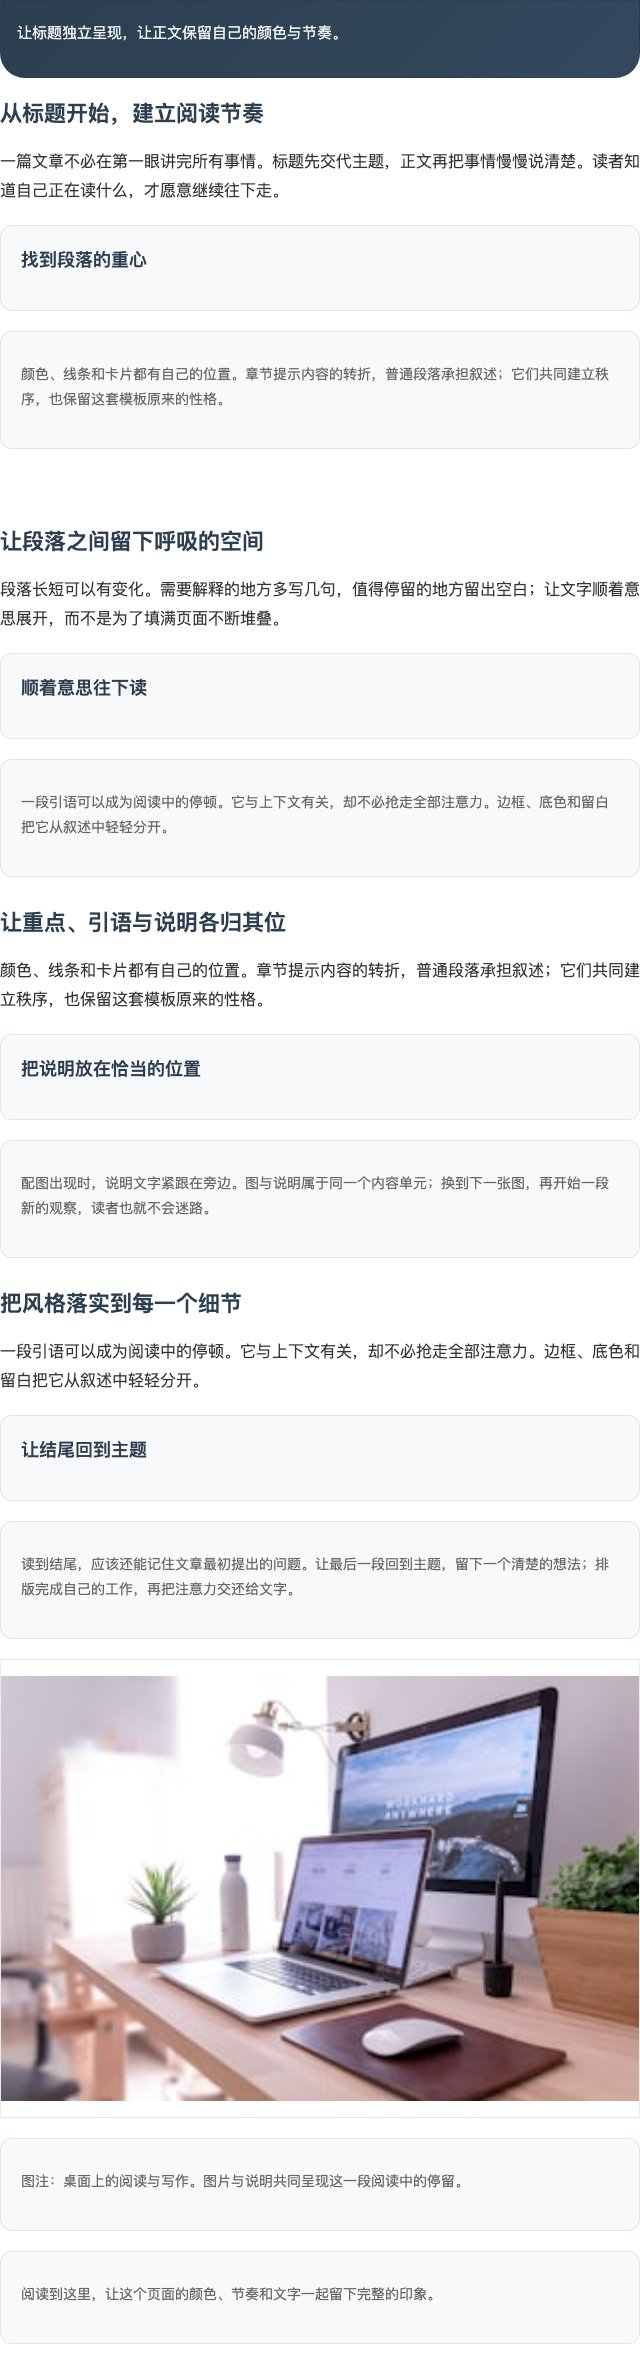 让标题独立呈现，让正文保留自己的颜色与节奏。
从标题开始，建立阅读节奏
一篇文章不必在第一眼讲完所有事情。标题先交代主题，正文再把事情慢慢说清楚。读者知
道自己正在读什么，才愿意继续往下走。
找到段落的重心
颜色、线条和卡片都有自己的位置。章节提示内容的转折，普通段落承担叙述；它们共同建立秩
序，也保留这套模板原来的性格。
让段落之间留下呼吸的空间
段落长短可以有变化。需要解释的地方多写几句，值得停留的地方留出空白；让文字顺着意
思展开，而不是为了填满页面不断堆叠。
顺着意思往下读
一段引语可以成为阅读中的停顿。它与上下文有关，却不必抢走全部注意力。边框、底色和留白
把它从叙述中轻轻分开。
让重点、引语与说明各归其位
颜色、线条和卡片都有自己的位置。章节提示内容的转折，普通段落承担叙述；它们共同建
立秩序，也保留这套模板原来的性格。
把说明放在恰当的位置
配图出现时，说明文字紧跟在旁边。图与说明属于同一个内容单元；换到下一张图，再开始一段
新的观察，读者也就不会迷路。
把风格落实到每一个细节
一段引语可以成为阅读中的停顿。它与上下文有关，却不必抢走全部注意力。边框、底色和
留白把它从叙述中轻轻分开。
让结尾回到主题
读到结尾，应该还能记住文章最初提出的问题。让最后一段回到主题，留下一个清楚的想法；排
版完成自己的工作，再把注意力交还给文字。
WORKHARD
ANYWHERE
图注：桌面上的阅读与写作。图片与说明共同呈现这一段阅读中的停留。
阅读到这里，让这个页面的颜色、节奏和文字一起留下完整的印象。